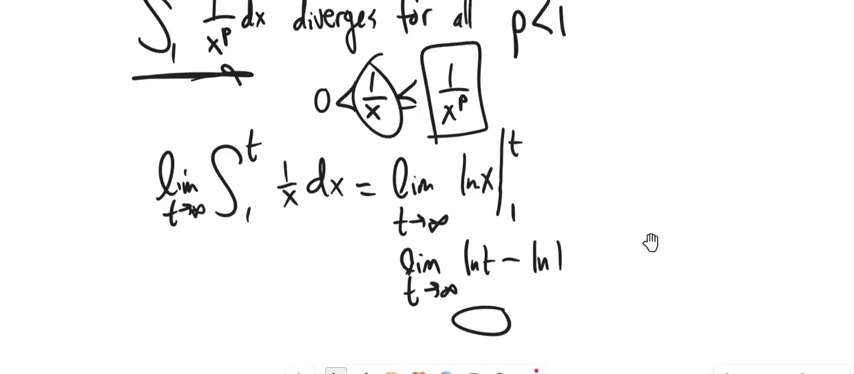 ∫₁ 1/xᵖ dx diverges for all p<1
0 < 1/x ≤ 1/xᵖ
lim t→∞ ∫₁ᵗ 1/x dx = lim t→∞ ln x |₁ᵗ
lim t→∞ ln t − ln 1